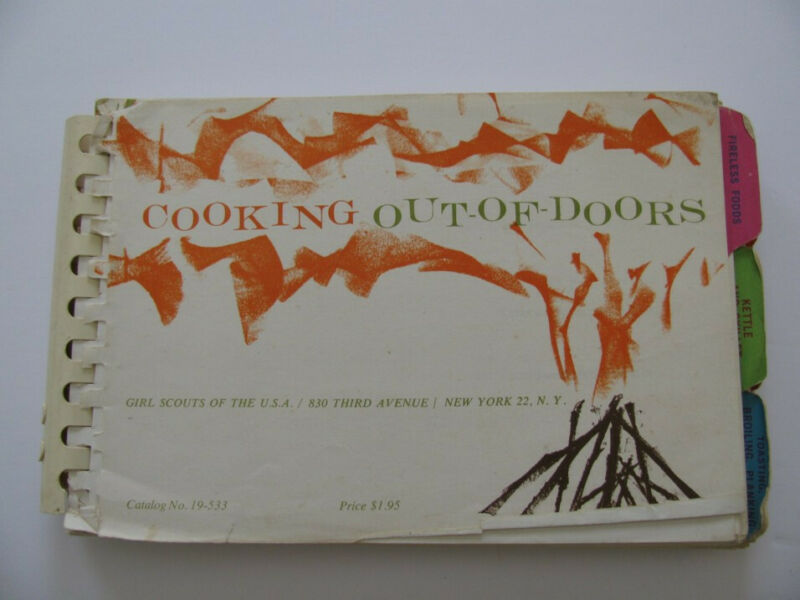 COOKING OUT-OF-DOORS
GIRL SCOUTS OF THE U.S.A. / 830 THIRD AVENUE / NEW YORK 22, N. Y.
Catalog No. 19-533 Price $1.95
FIRELESS FOODS
KETTLE
TOASTING,
BROILING, PLANKING